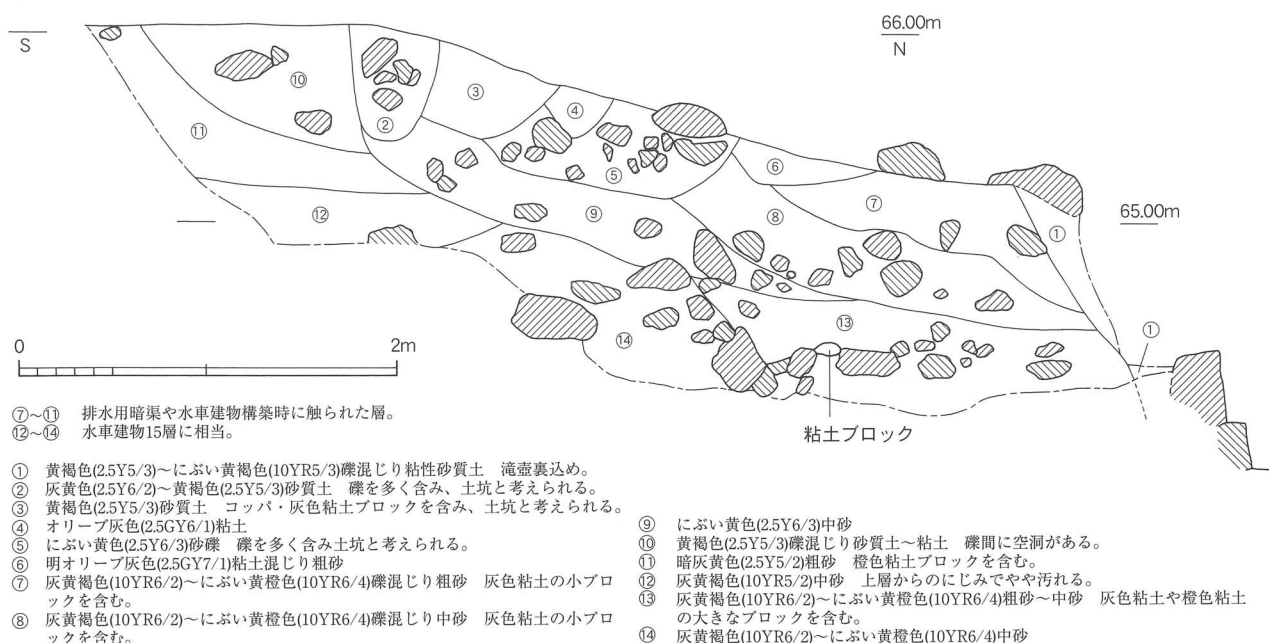 66.00m
S
N
⑩
③
④
②
⑪
⑤
⑥
⑦
65.00m
⑫
⑨
⑧
①
⑬
①
⑭
0
2m
粘土ブロック
⑦～⑪ 排水用暗渠や水車建物構築時に触られた層。
⑫～⑭ 水車建物15層に相当。
① 黄褐色(2.5Y5/3)～にぶい黄褐色(10YR5/3)礫混じり粘性砂質土 滝壺裏込め。
② 灰黄色(2.5Y6/2)～黄褐色(2.5Y5/3)砂質土 礫を多く含み、土坑と考えられる。
③ 黄褐色(2.5Y5/3)砂質土 コッパ・灰色粘土ブロックを含み、土坑と考えられる。
④ オリーブ灰色(2.5GY6/1)粘土
⑤ にぶい黄色(2.5Y6/3)砂礫 礫を多く含み土坑と考えられる。
⑥ 明オリーブ灰色(2.5GY7/1)粘土混じり粗砂
⑦ 灰黄褐色(10YR6/2)～にぶい黄橙色(10YR6/4)礫混じり粗砂 灰色粘土の小ブロ
ックを含む。
⑧ 灰黄褐色(10YR6/2)～にぶい黄橙色(10YR6/4)礫混じり中砂 灰色粘土の小ブロ
ックを含む。
⑨ にぶい黄色(2.5Y6/3)中砂
⑩ 黄褐色(2.5Y5/3)礫混じり砂質土～粘土 礫間に空洞がある。
⑪ 暗灰黄色(2.5Y5/2)粗砂 橙色粘土ブロックを含む。
⑫ 灰黄褐色(10YR5/2)中砂 上層からのにじみでやや汚れる。
⑬ 灰黄褐色(10YR6/2)～にぶい黄橙色(10YR6/4)粗砂～中砂 灰色粘土や橙色粘土
の大きなブロックを含む。
⑭ 灰黄褐色(10YR6/2)～にぶい黄橙色(10YR6/4)中砂